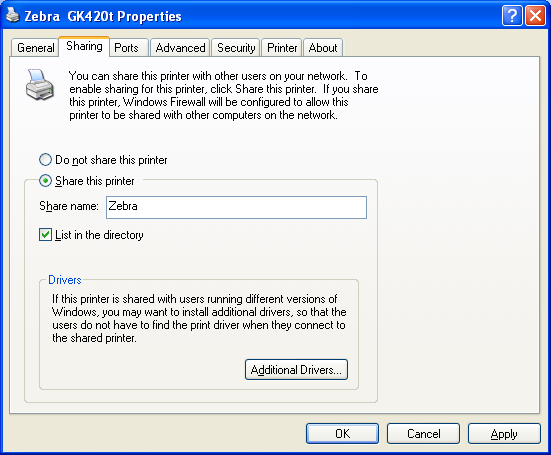 Zebra  GK420t Properties
General Sharing Ports Advanced Security Printer About
You can share this printer with other users on your network.  To
enable sharing for this printer, click Share this printer.  If you share
this printer, Windows Firewall will be configured to allow this
printer to be shared with other computers on the network.
Do not share this printer
Share this printer
Share name: Zebra
List in the directory
Drivers
If this printer is shared with users running different versions of
Windows, you may want to install additional drivers, so that the
users do not have to find the print driver when they connect to
the shared printer.
Additional Drivers...
OK Cancel Apply